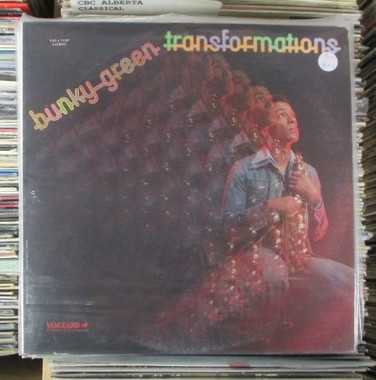 CBC ALBERTA
CLASSICAL
bunky green transformations
VANGUARD